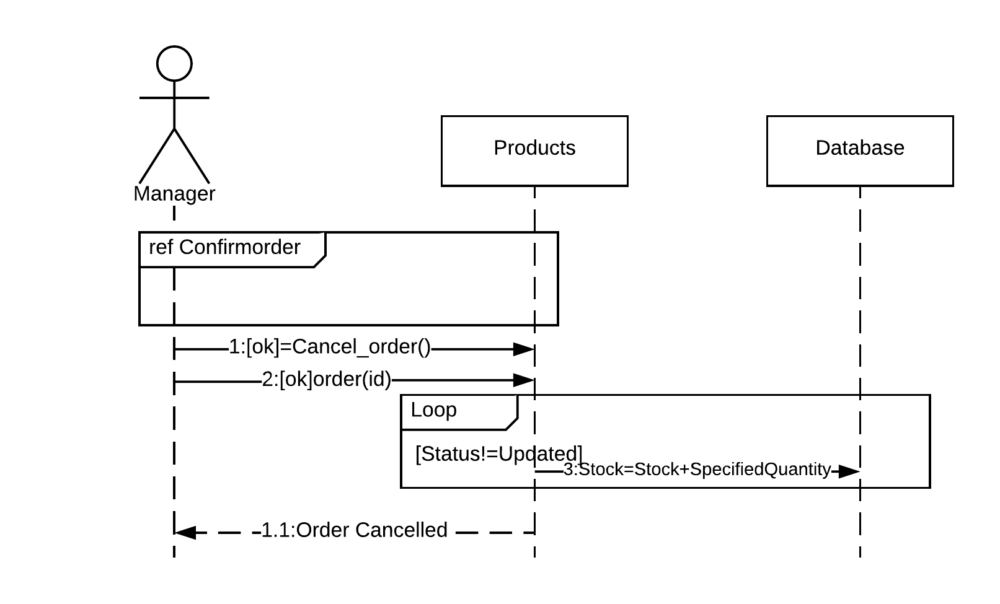 Manager
Products
Database
ref Confirmorder
1:[ok]=Cancel_order()
2:[ok]order(id)
Loop
[Status!=Updated]
3:Stock=Stock+SpecifiedQuantity
1.1:Order Cancelled